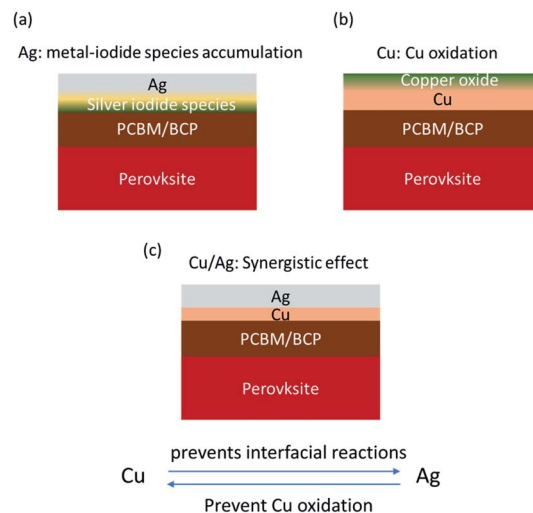 (a)
Ag: metal-iodide species accumulation
Ag
Silver iodide species
PCBM/BCP
Perovksite
(b)
Cu: Cu oxidation
Copper oxide
Cu
PCBM/BCP
Perovksite
(c)
Cu/Ag: Synergistic effect
Ag
Cu
PCBM/BCP
Perovksite
prevents interfacial reactions
Cu
Ag
Prevent Cu oxidation